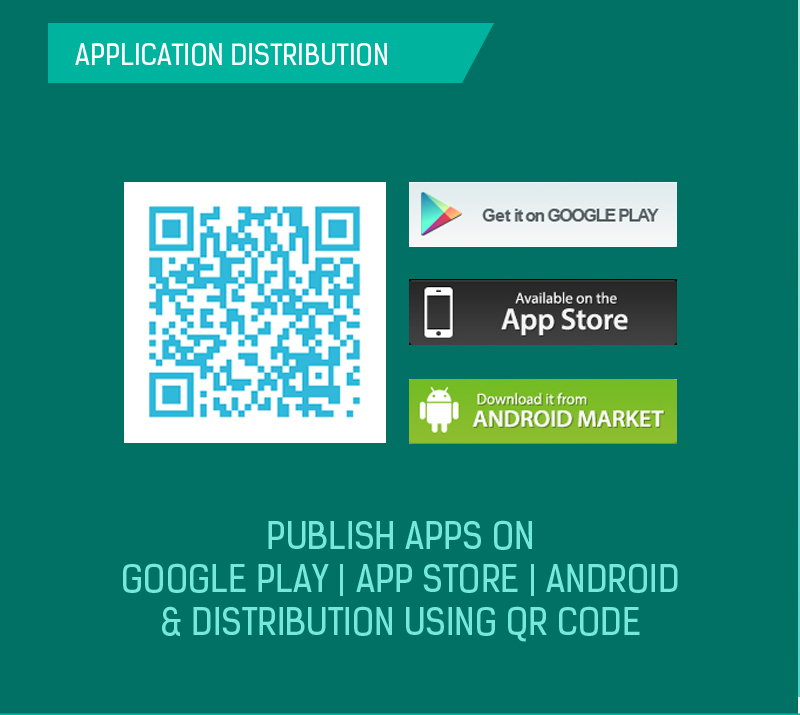 APPLICATION DISTRIBUTION
Get it on GOOGLE PLAY
Available on the
App Store
Download it from
ANDROID MARKET
PUBLISH APPS ON
GOOGLE PLAY | APP STORE | ANDROID
& DISTRIBUTION USING QR CODE